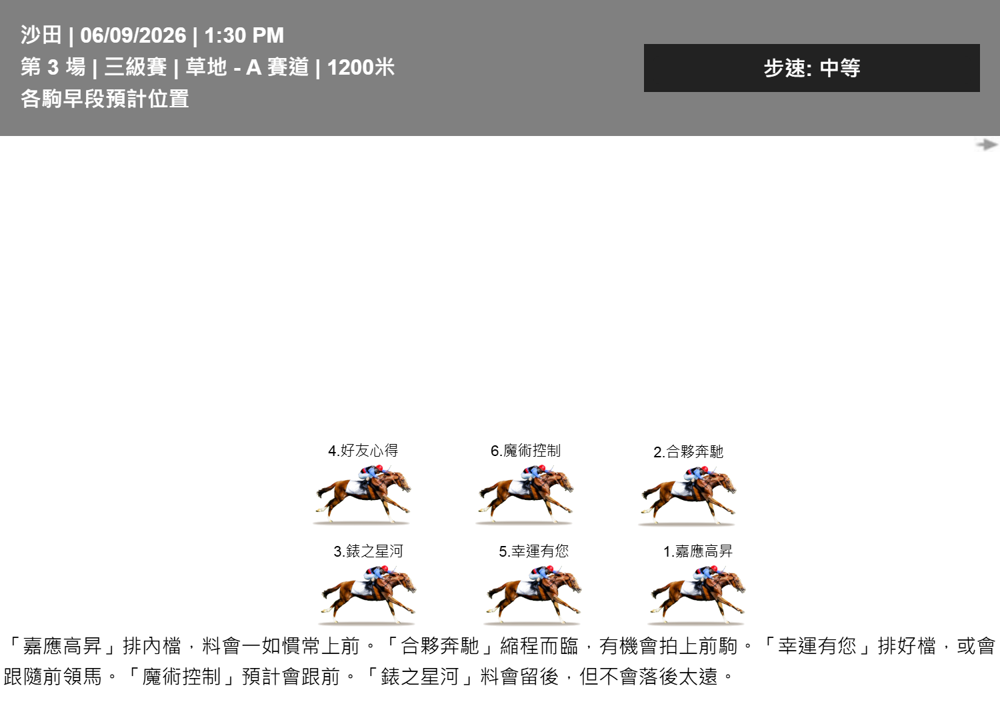 沙田 | 06/09/2026 | 1:30 PM
第 3 場 | 三級賽 | 草地 - A 賽道 | 1200米
各駒早段預計位置
步速: 中等
4.好友心得
6.魔術控制
2.合夥奔馳
3.錶之星河
5.幸運有您
1.嘉應高昇
「嘉應高昇」排內檔，料會一如慣常上前。「合夥奔馳」縮程而臨，有機會拍上前駒。「幸運有您」排好檔，或會
跟隨前領馬。「魔術控制」預計會跟前。「錶之星河」料會留後，但不會落後太遠。